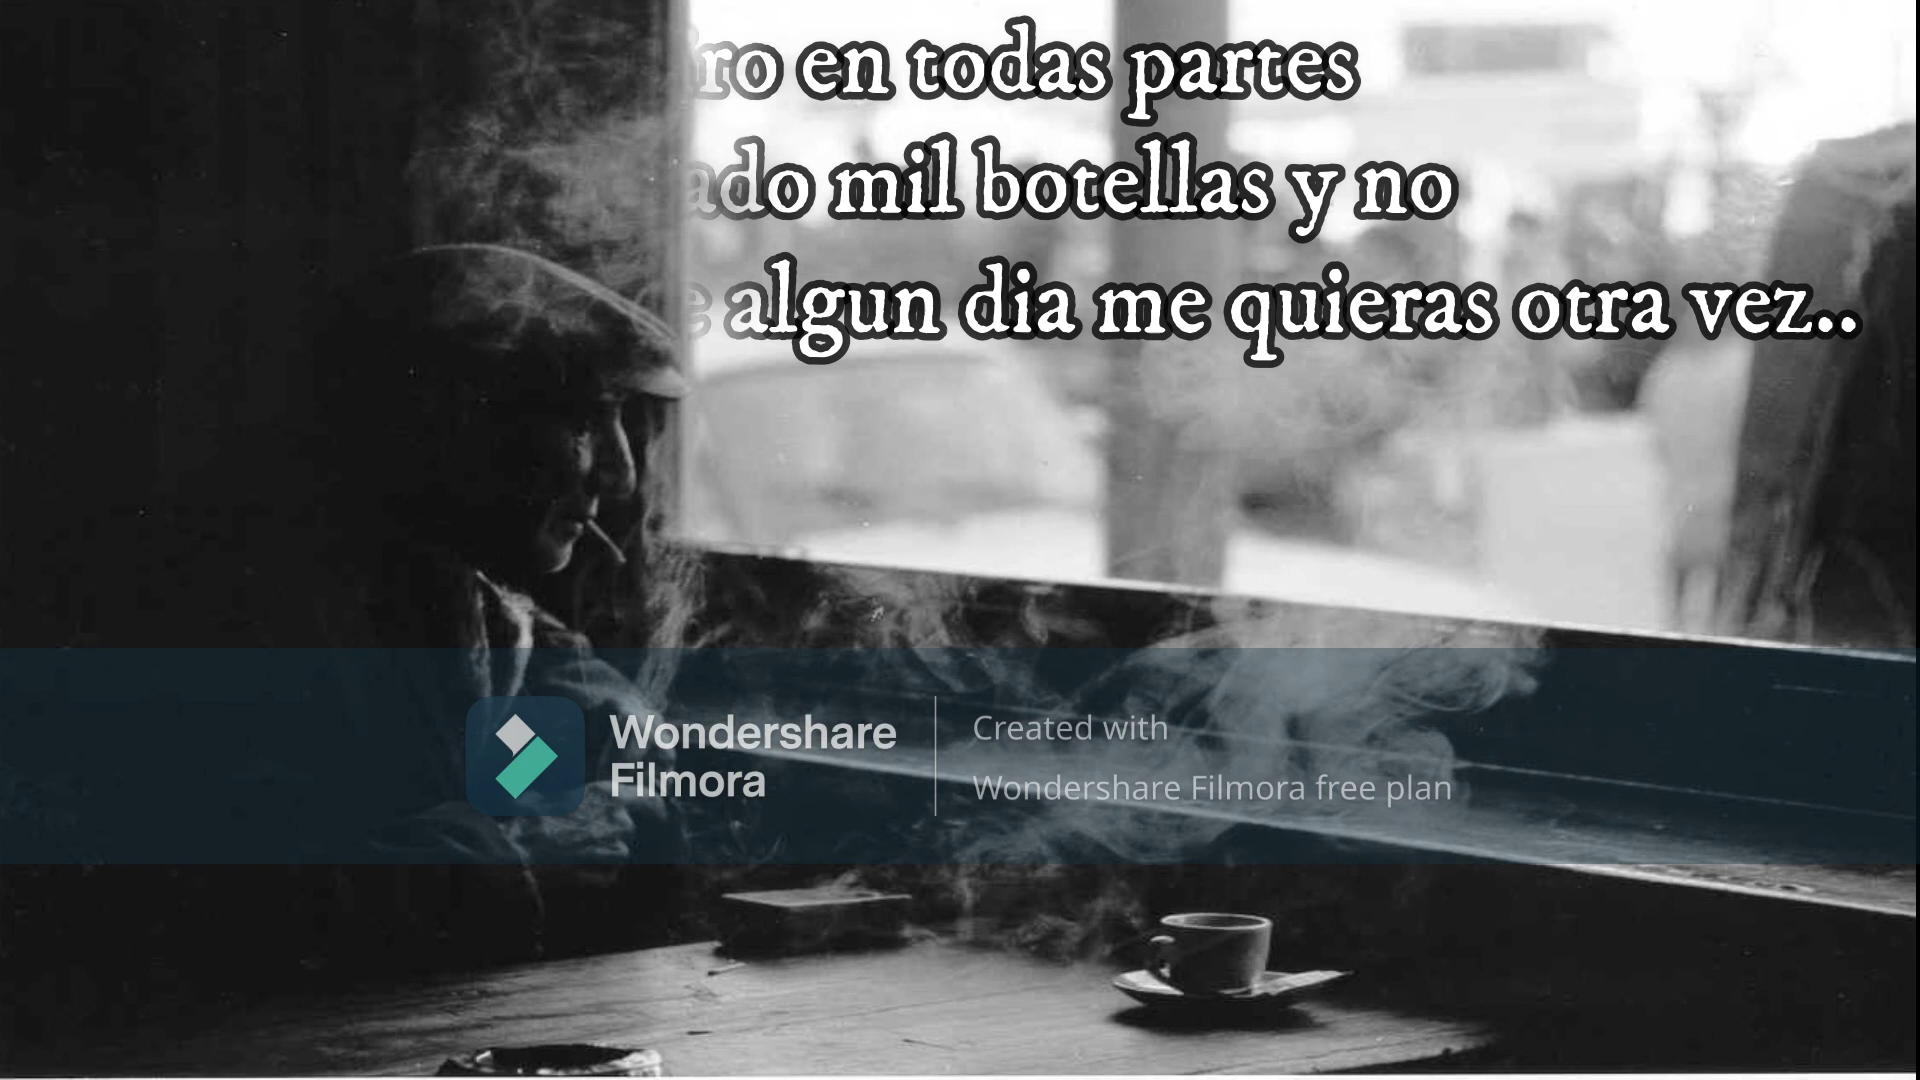 ro en todas partes
ado mil botellas y no
e algun dia me quieras otra vez..
Wondershare
Filmora
Created with
Wondershare Filmora free plan